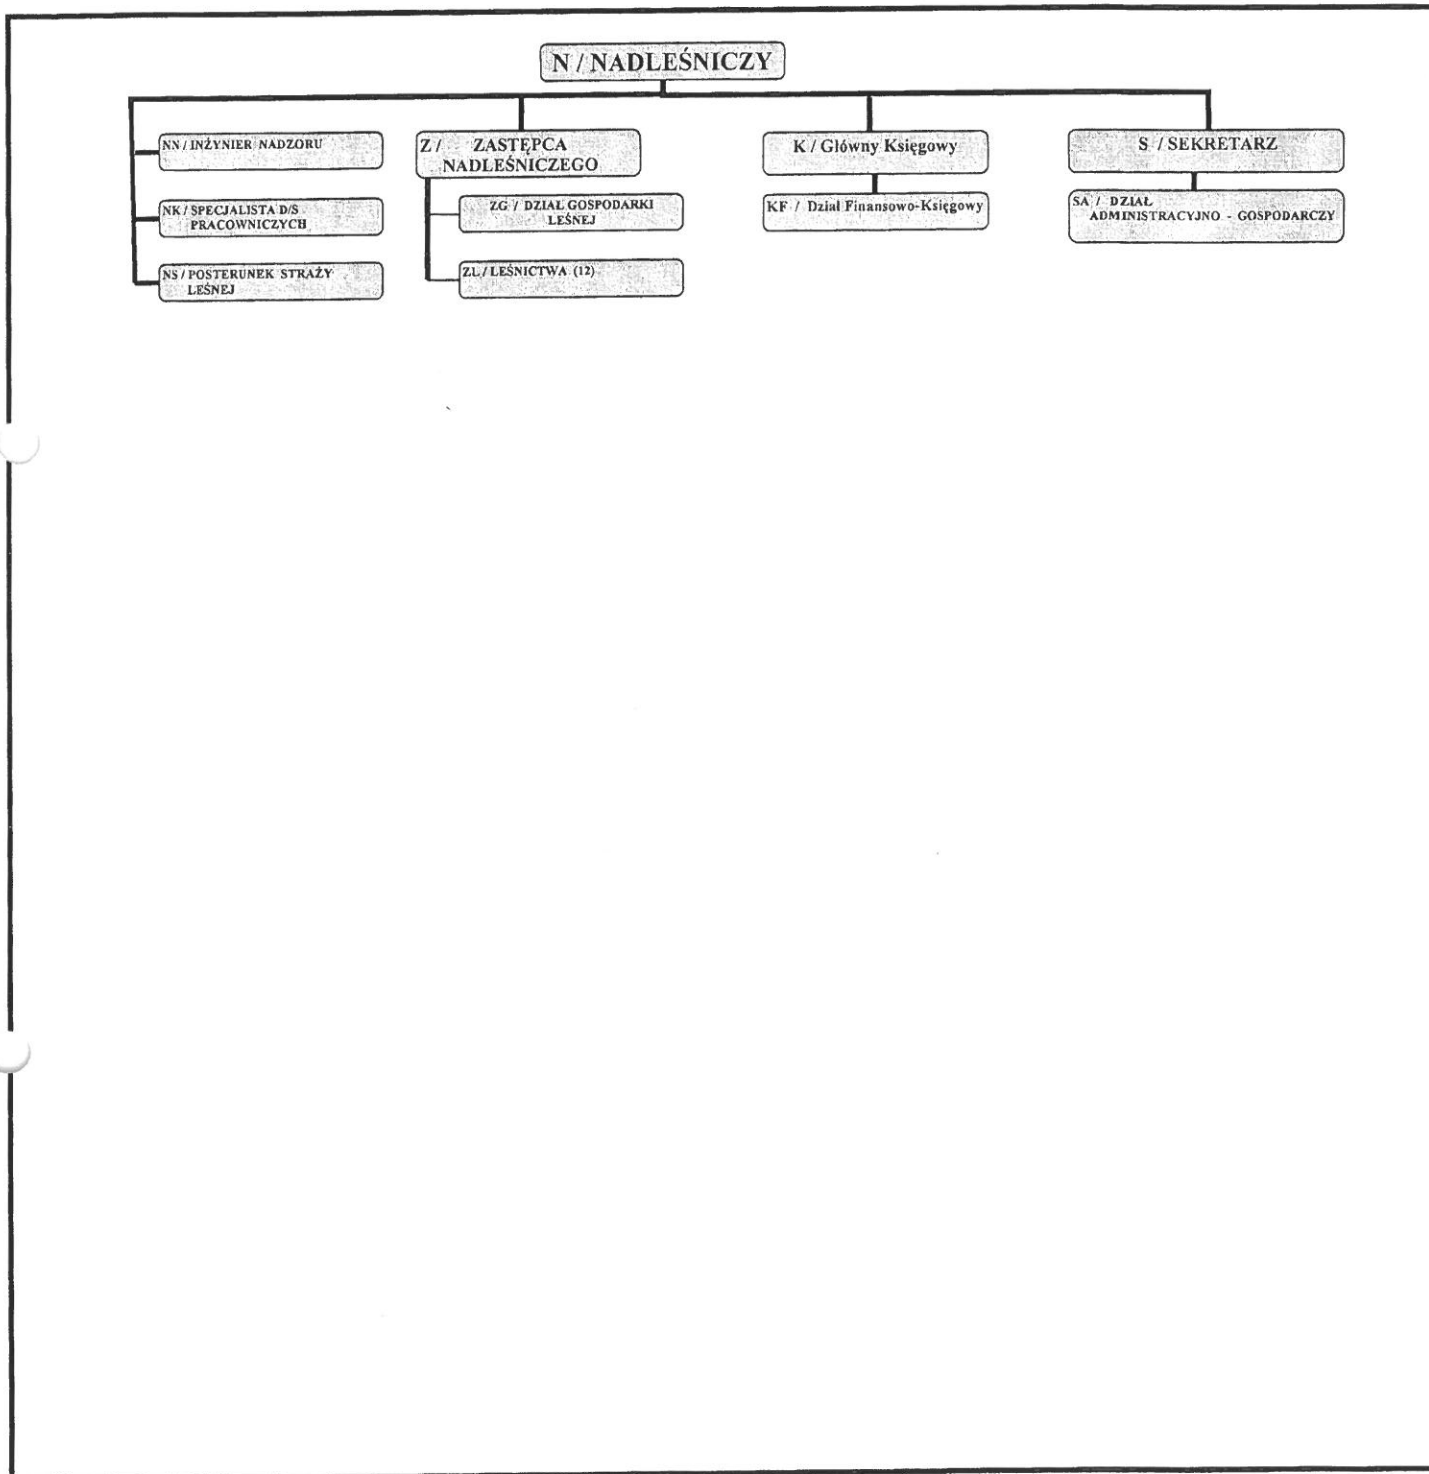 N / NADLEŚNICZY
NN / INŻYNIER NADZORU
NK / SPECJALISTA D/S
PRACOWNICZYCH
NS / POSTERUNEK STRAŻY
LEŚNEJ
Z / ZASTĘPCA
NADLEŚNICZEGO
ZG / DZIAŁ GOSPODARKI
LEŚNEJ
ZL / LEŚNICTWA (12)
K / Główny Księgowy
KF / Dział Finansowo-Księgowy
S / SEKRETARZ
SA / DZIAŁ
ADMINISTRACYJNO - GOSPODARCZY